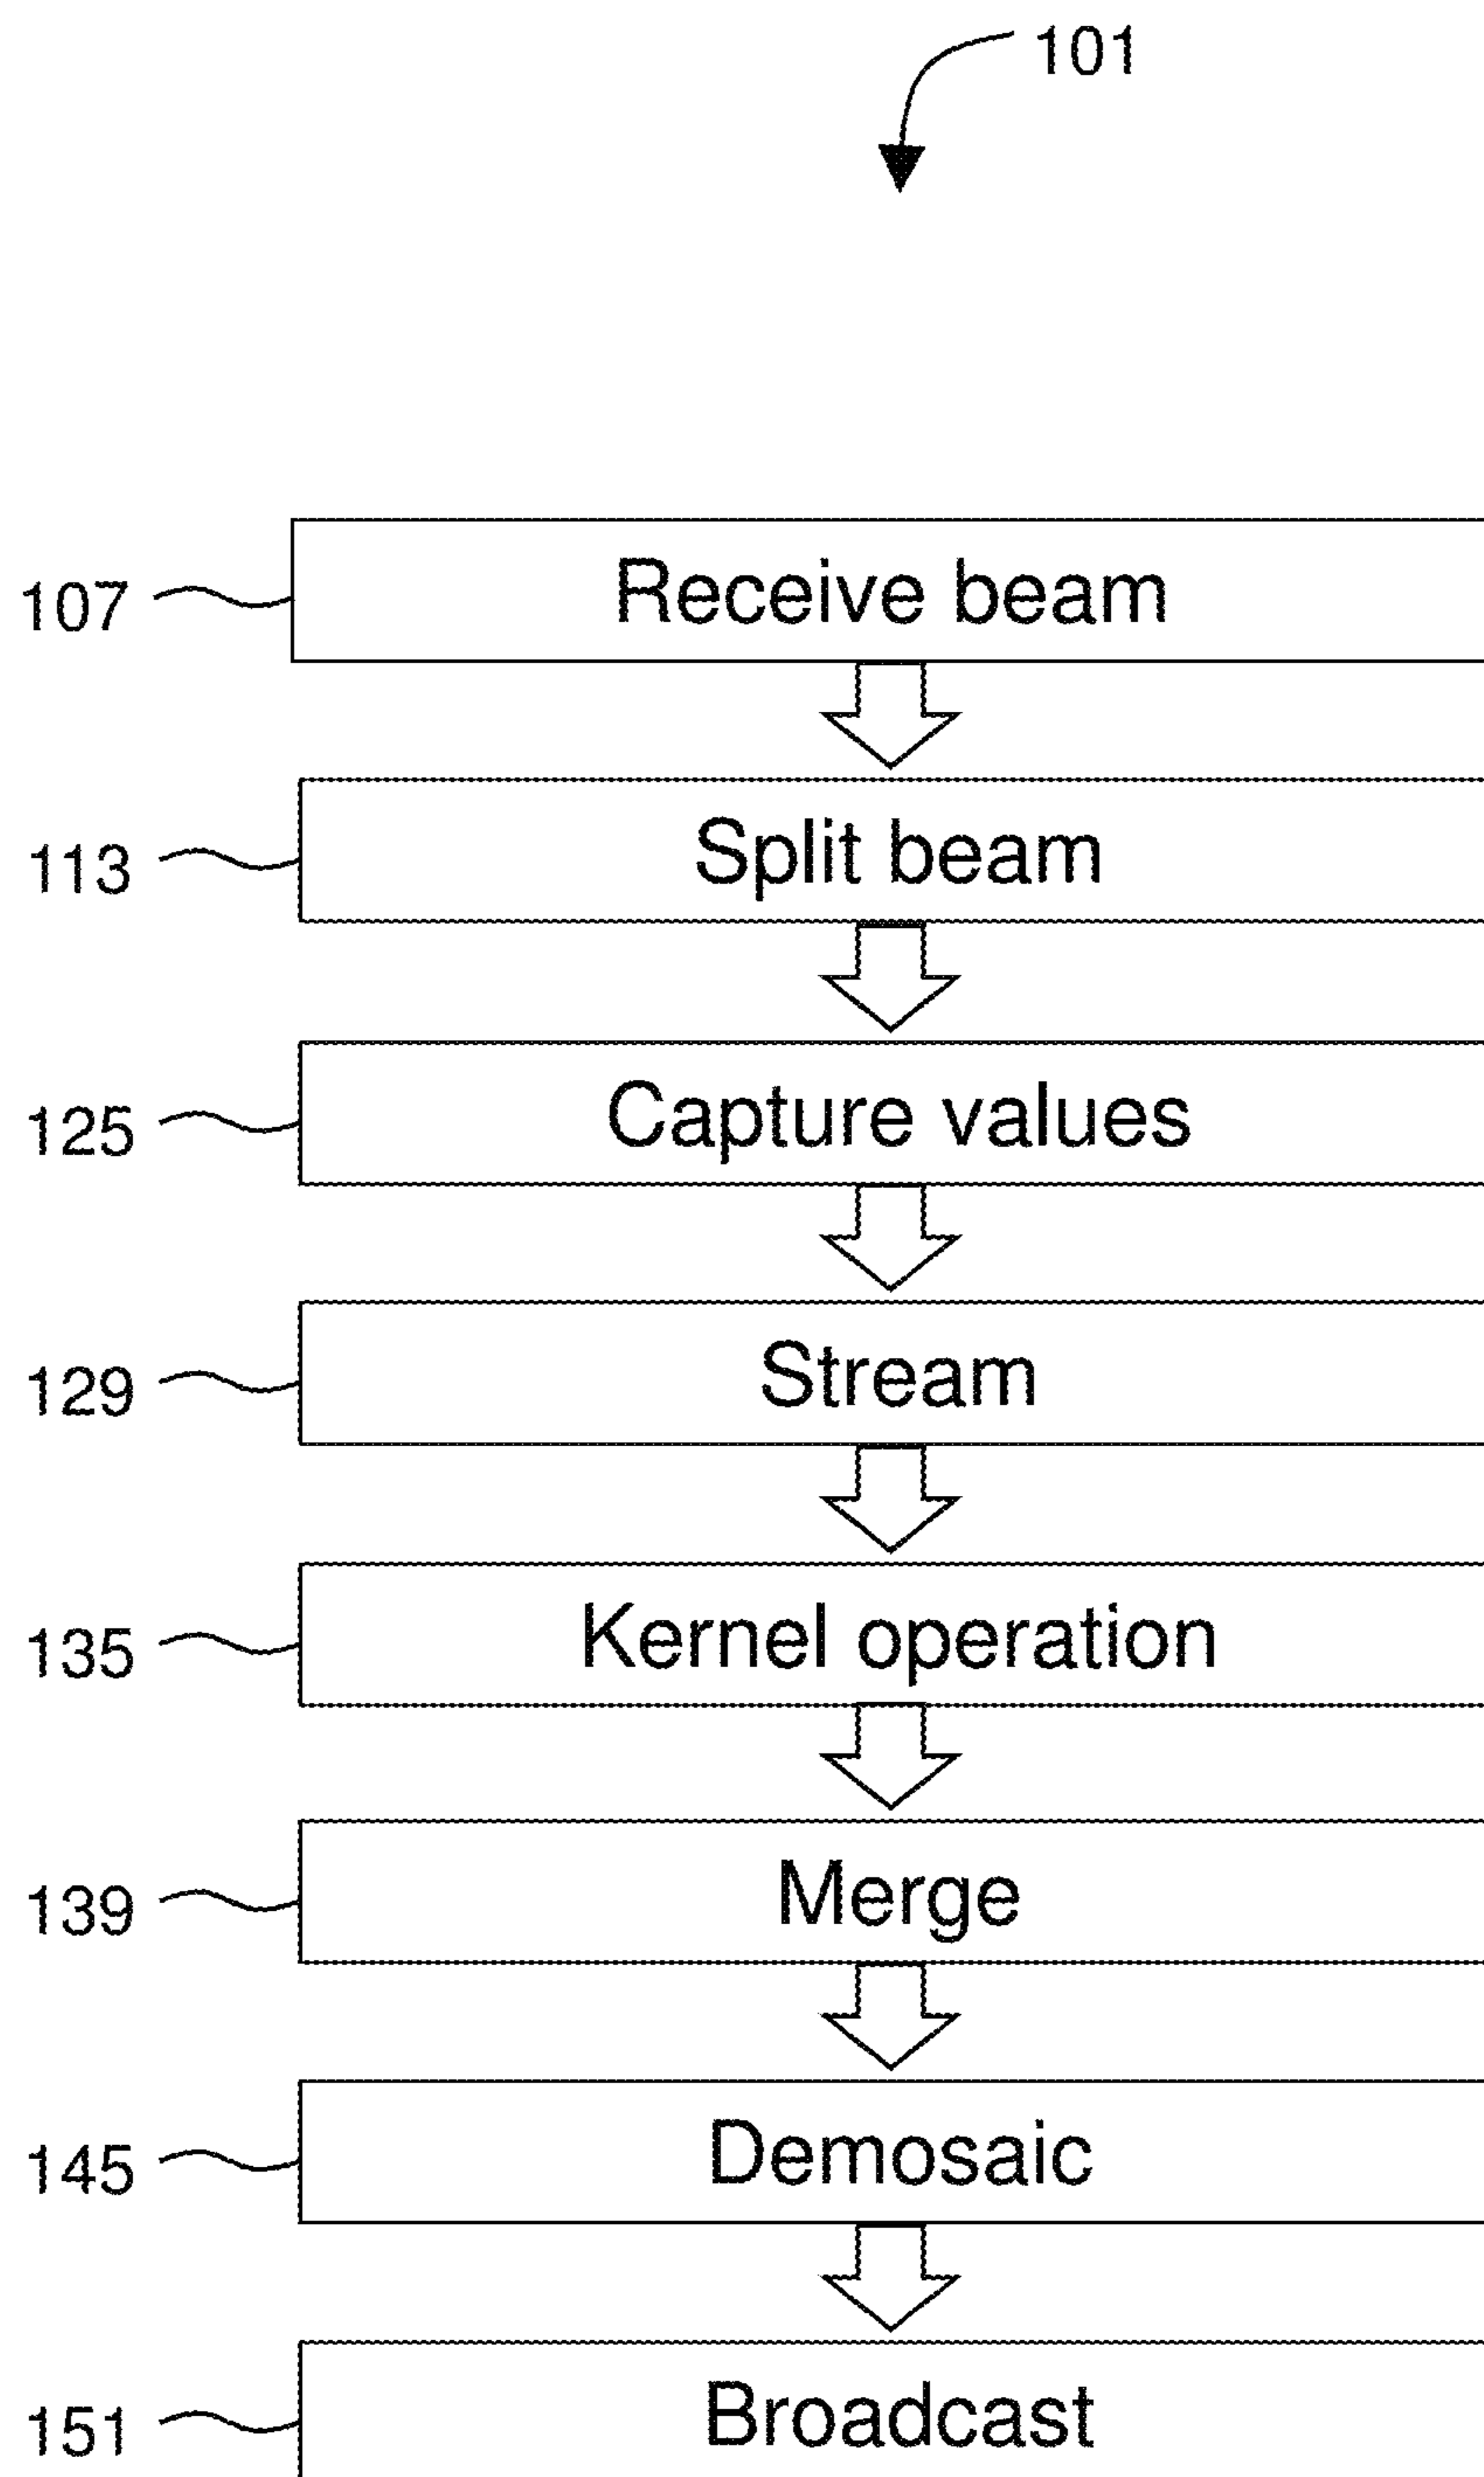 101
107 Receive beam
113 Split beam
125 Capture values
129 Stream
135 Kernel operation
139 Merge
145 Demosaic
151 Broadcast